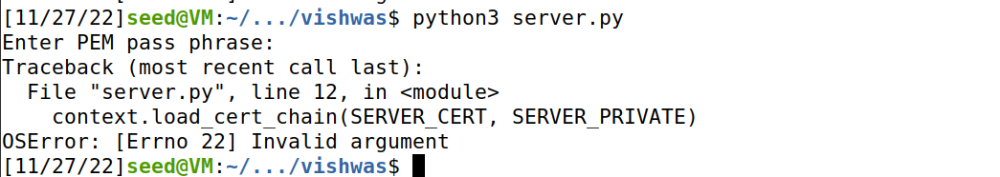 [11/27/22]seed@VM:~/.../vishwas$ python3 server.py
Enter PEM pass phrase:
Traceback (most recent call last):
  File "server.py", line 12, in <module>
    context.load_cert_chain(SERVER_CERT, SERVER_PRIVATE)
OSError: [Errno 22] Invalid argument
[11/27/22]seed@VM:~/.../vishwas$